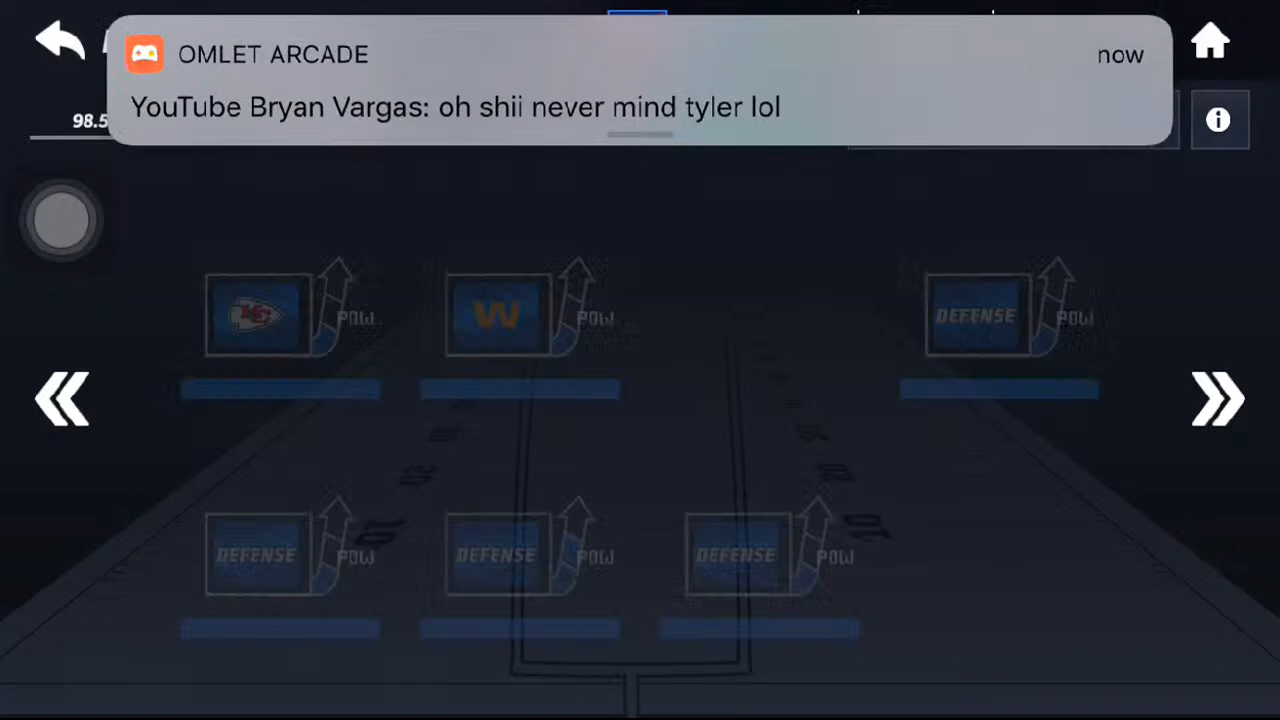 OMLET ARCADE
now
YouTube Bryan Vargas: oh shii never mind tyler lol
98.5
KC
POW
W
POW
DEFENSE
POW
DEFENSE
POW
DEFENSE
POW
DEFENSE
POW